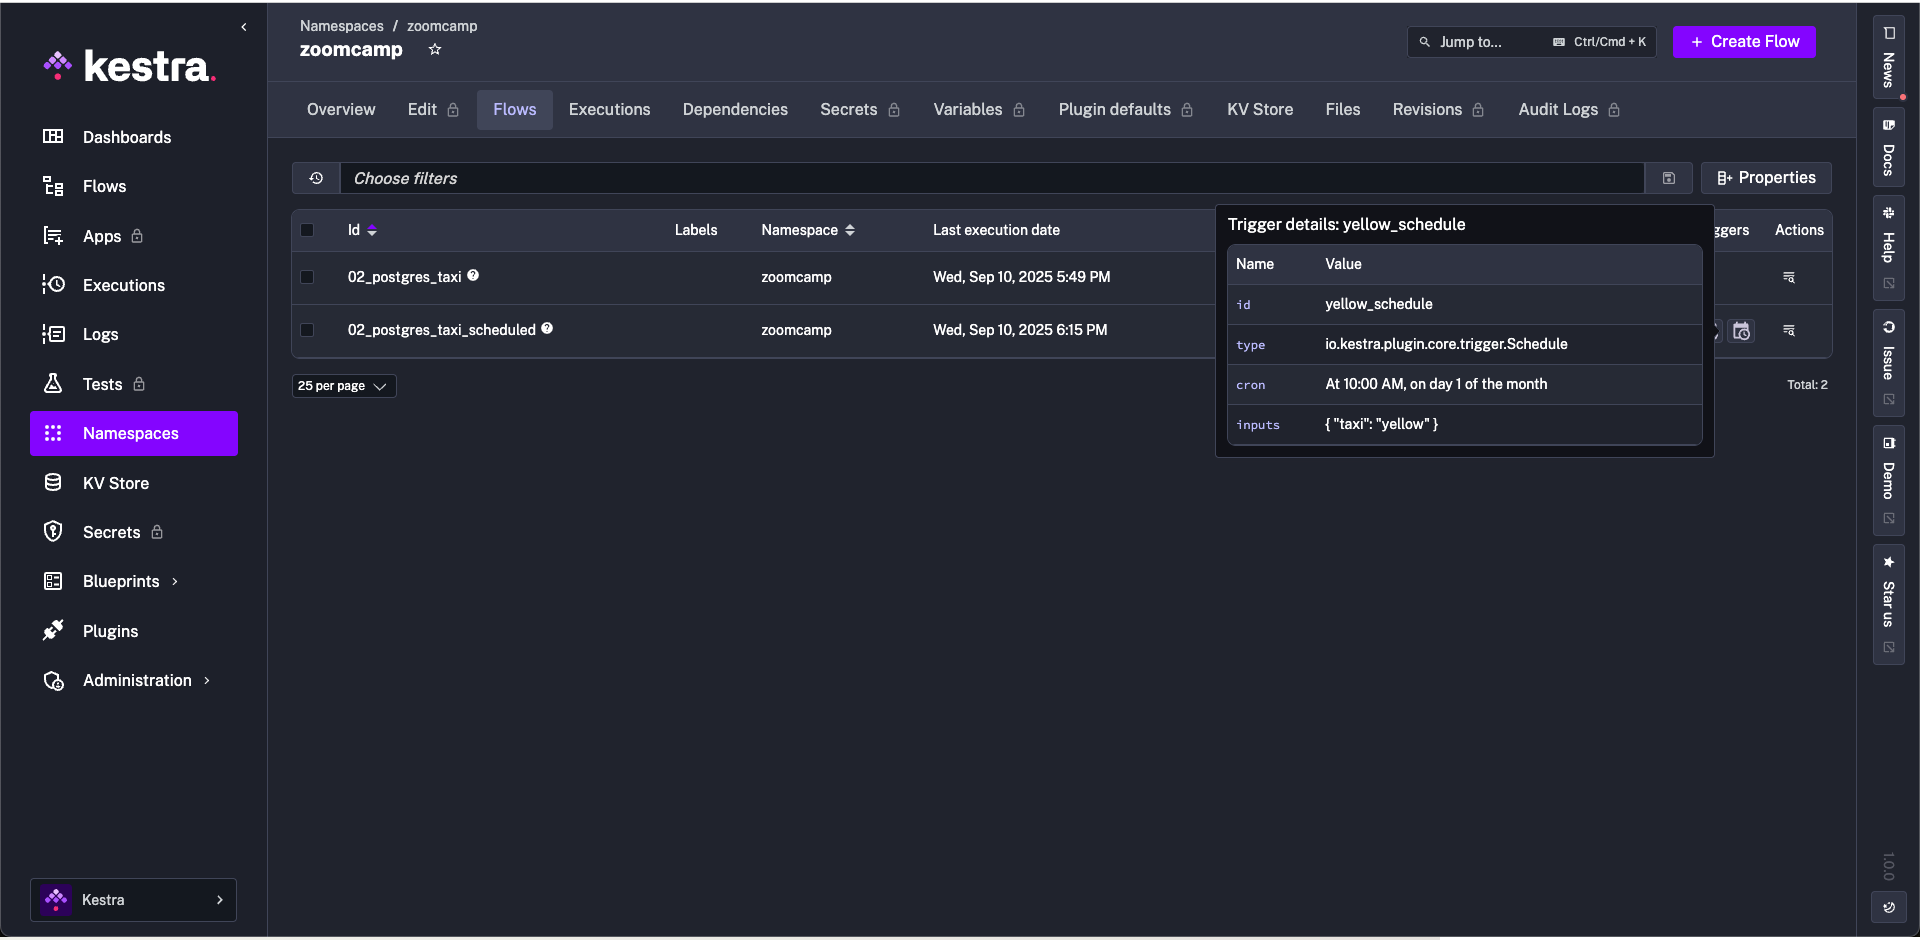 kestra.
Dashboards
Flows
Apps
Executions
Logs
Tests
Namespaces
KV Store
Secrets
Blueprints
Plugins
Administration
Kestra
Namespaces / zoomcamp
zoomcamp
Jump to... Ctrl/Cmd + K
+ Create Flow
Overview Edit Flows Executions Dependencies Secrets Variables Plugin defaults KV Store Files Revisions Audit Logs
Choose filters
Properties
Id Labels Namespace Last execution date ggers Actions
02_postgres_taxi zoomcamp Wed, Sep 10, 2025 5:49 PM
02_postgres_taxi_scheduled zoomcamp Wed, Sep 10, 2025 6:15 PM
25 per page
Total: 2
Trigger details: yellow_schedule
Name Value
id yellow_schedule
type io.kestra.plugin.core.trigger.Schedule
cron At 10:00 AM, on day 1 of the month
inputs { "taxi": "yellow" }
News
Docs
Help
Issue
Demo
Star us
1.0.0